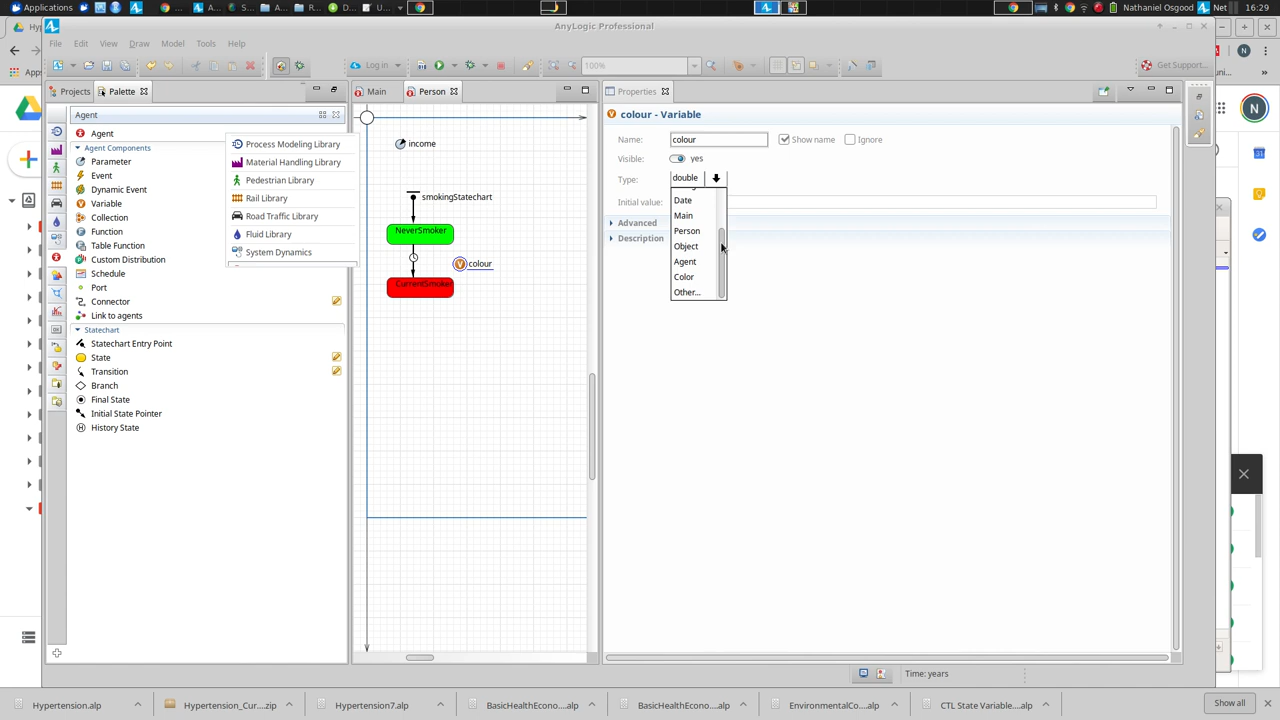 Applications
Nathaniel Osgood
16:29
AnyLogic Professional
File Edit View Draw Model Tools Help
Log in
100%
Get Support...
Projects Palette Main Person Properties
Agent
Agent
Agent Components
Parameter
Event
Dynamic Event
Variable
Collection
Function
Table Function
Custom Distribution
Schedule
Port
Connector
Link to agents
Statechart
Statechart Entry Point
State
Transition
Branch
Final State
Initial State Pointer
History State
Process Modeling Library
Material Handling Library
Pedestrian Library
Rail Library
Road Traffic Library
Fluid Library
System Dynamics
income
smokingStatechart
NeverSmoker
colour
CurrentSmoker
colour - Variable
Name: colour Show name Ignore
Visible: yes
Type: double
Initial value:
Advanced
Description
Date
Main
Person
Object
Agent
Color
Other...
N
Time: years
Hypertension.alp Hypertension_Cur....zip Hypertension7.alp BasicHealthEcono....alp BasicHealthEcono....alp EnvironmentalCo....alp CTL State Variable....alp Show all